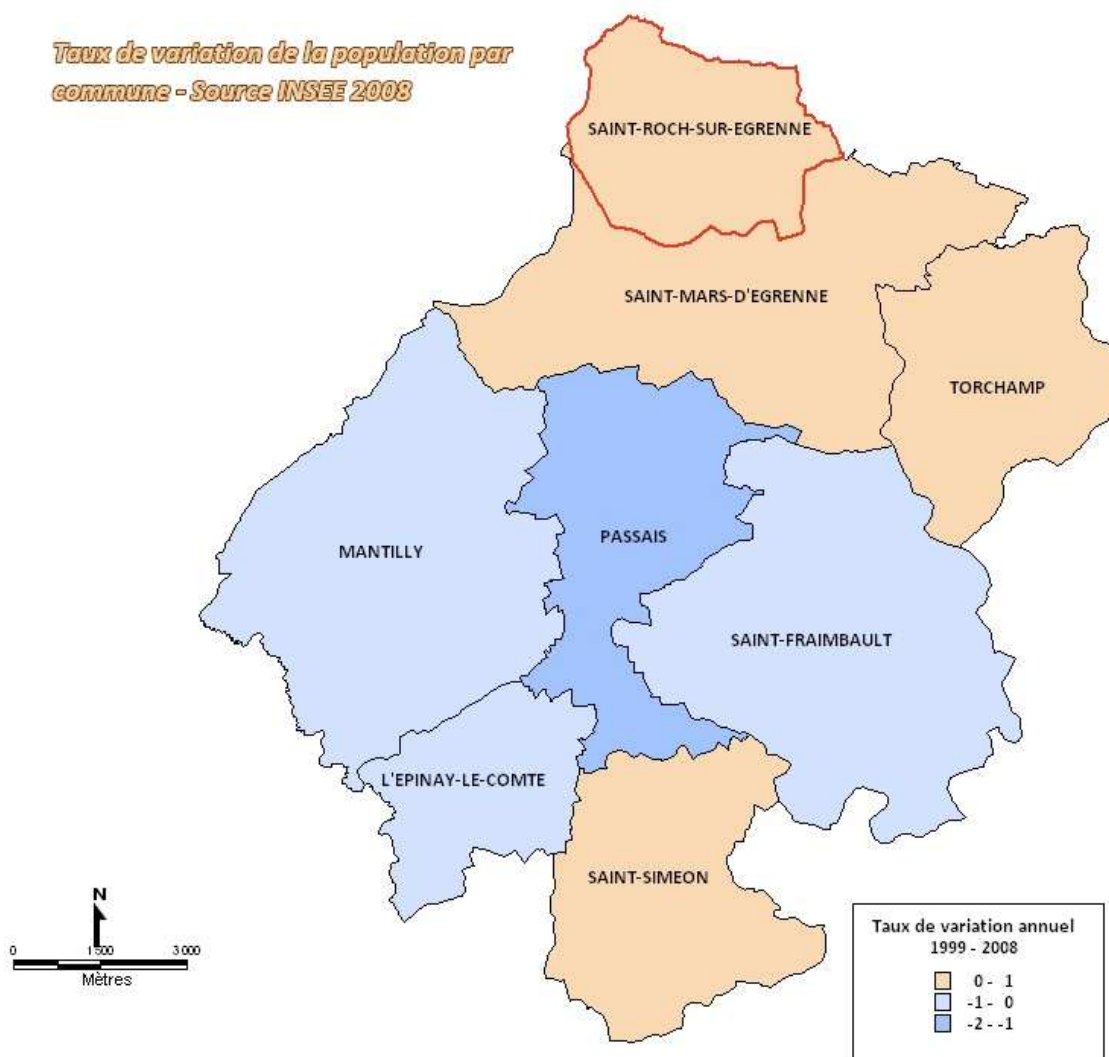 Taux de variation de la population par
commune - Source INSEE 2008
SAINT-ROCH-SUR-EGRENNE
SAINT-MARS-D'EGRENNE
TORCHAMP
PASSAIS
MANTILLY
SAINT-FRAIMBAULT
L'EPINAY-LE-COMTE
SAINT-SIMEON
N
0 1 500 3 000
Mètres
Taux de variation annuel
1999 - 2008
0 - 1
-1 - 0
-2 - -1